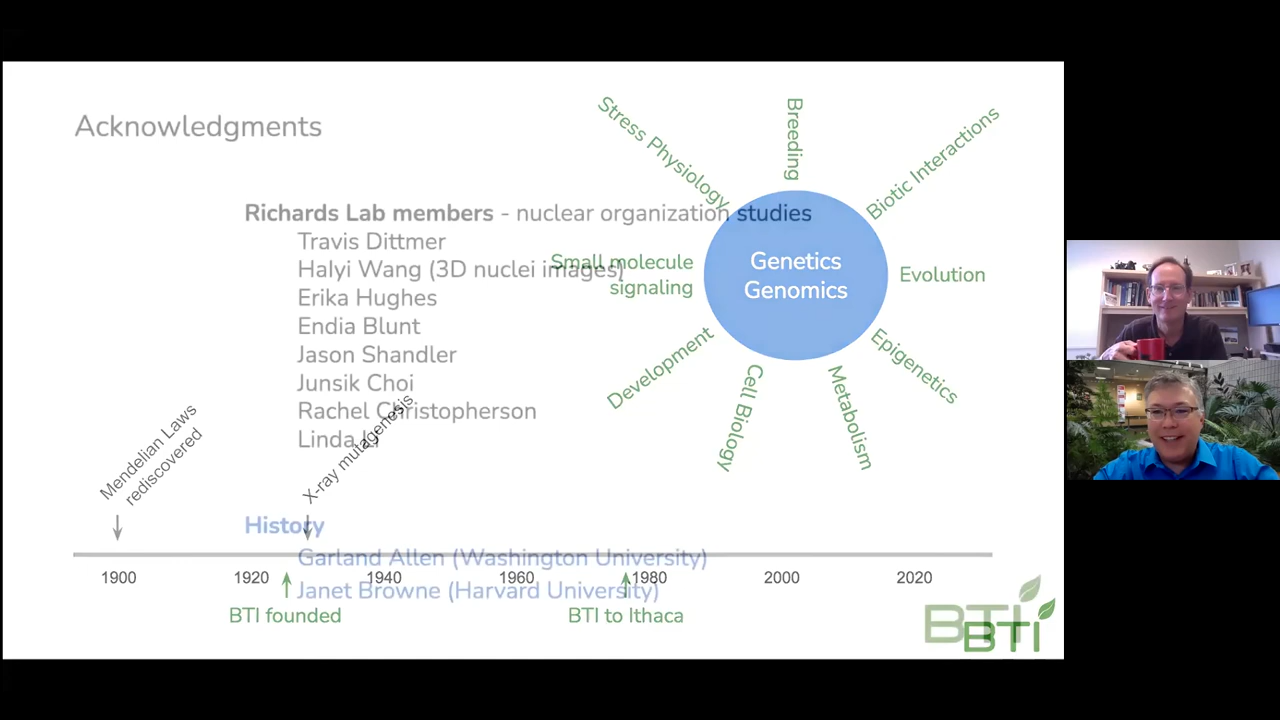 Acknowledgments
Richards Lab members - nuclear organization studies
Travis Dittmer
Halyi Wang (3D nuclei images)
Erika Hughes
Endia Blunt
Jason Shandler
Junsik Choi
Rachel Christopherson
Linda Li
History
Garland Allen (Washington University)
Janet Browne (Harvard University)
Stress Physiology
Breeding
Biotic Interactions
Small molecule
signaling
Genetics
Genomics
Evolution
Development
Cell Biology
Metabolism
Epigenetics
Mendelian Laws
rediscovered
X-ray mutagenesis
1900
1920
1940
1960
1980
2000
2020
BTI founded
BTI to Ithaca
BTI
BTI